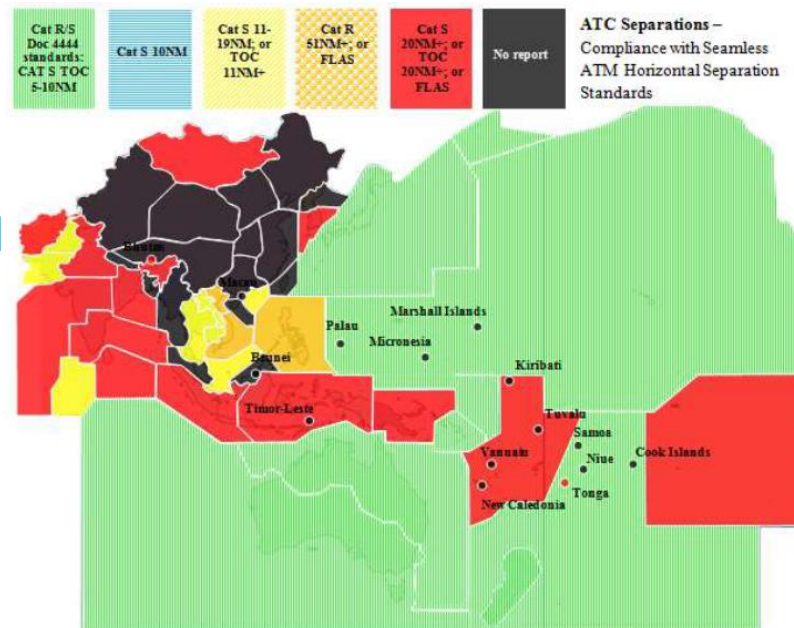 Cat R/S
Doc 4444
standards:
CAT S TOC
5-10NM
Cat S 10NM
Cat S 11-
19NM; or
TOC
11NM+
Cat R
51NM+; or
FLAS
Cat S
20NM+; or
TOC
20NM+; or
FLAS
No report
ATC Separations –
Compliance with Seamless
ATM Horizontal Separation
Standards
Bhutan
Macau
Marshall Islands
Palau
Micronesia
Brunei
Kiribati
Timor-Leste
Tuvalu
Samoa
Vanuatu
Niue
Cook Islands
Tonga
New Caledonia